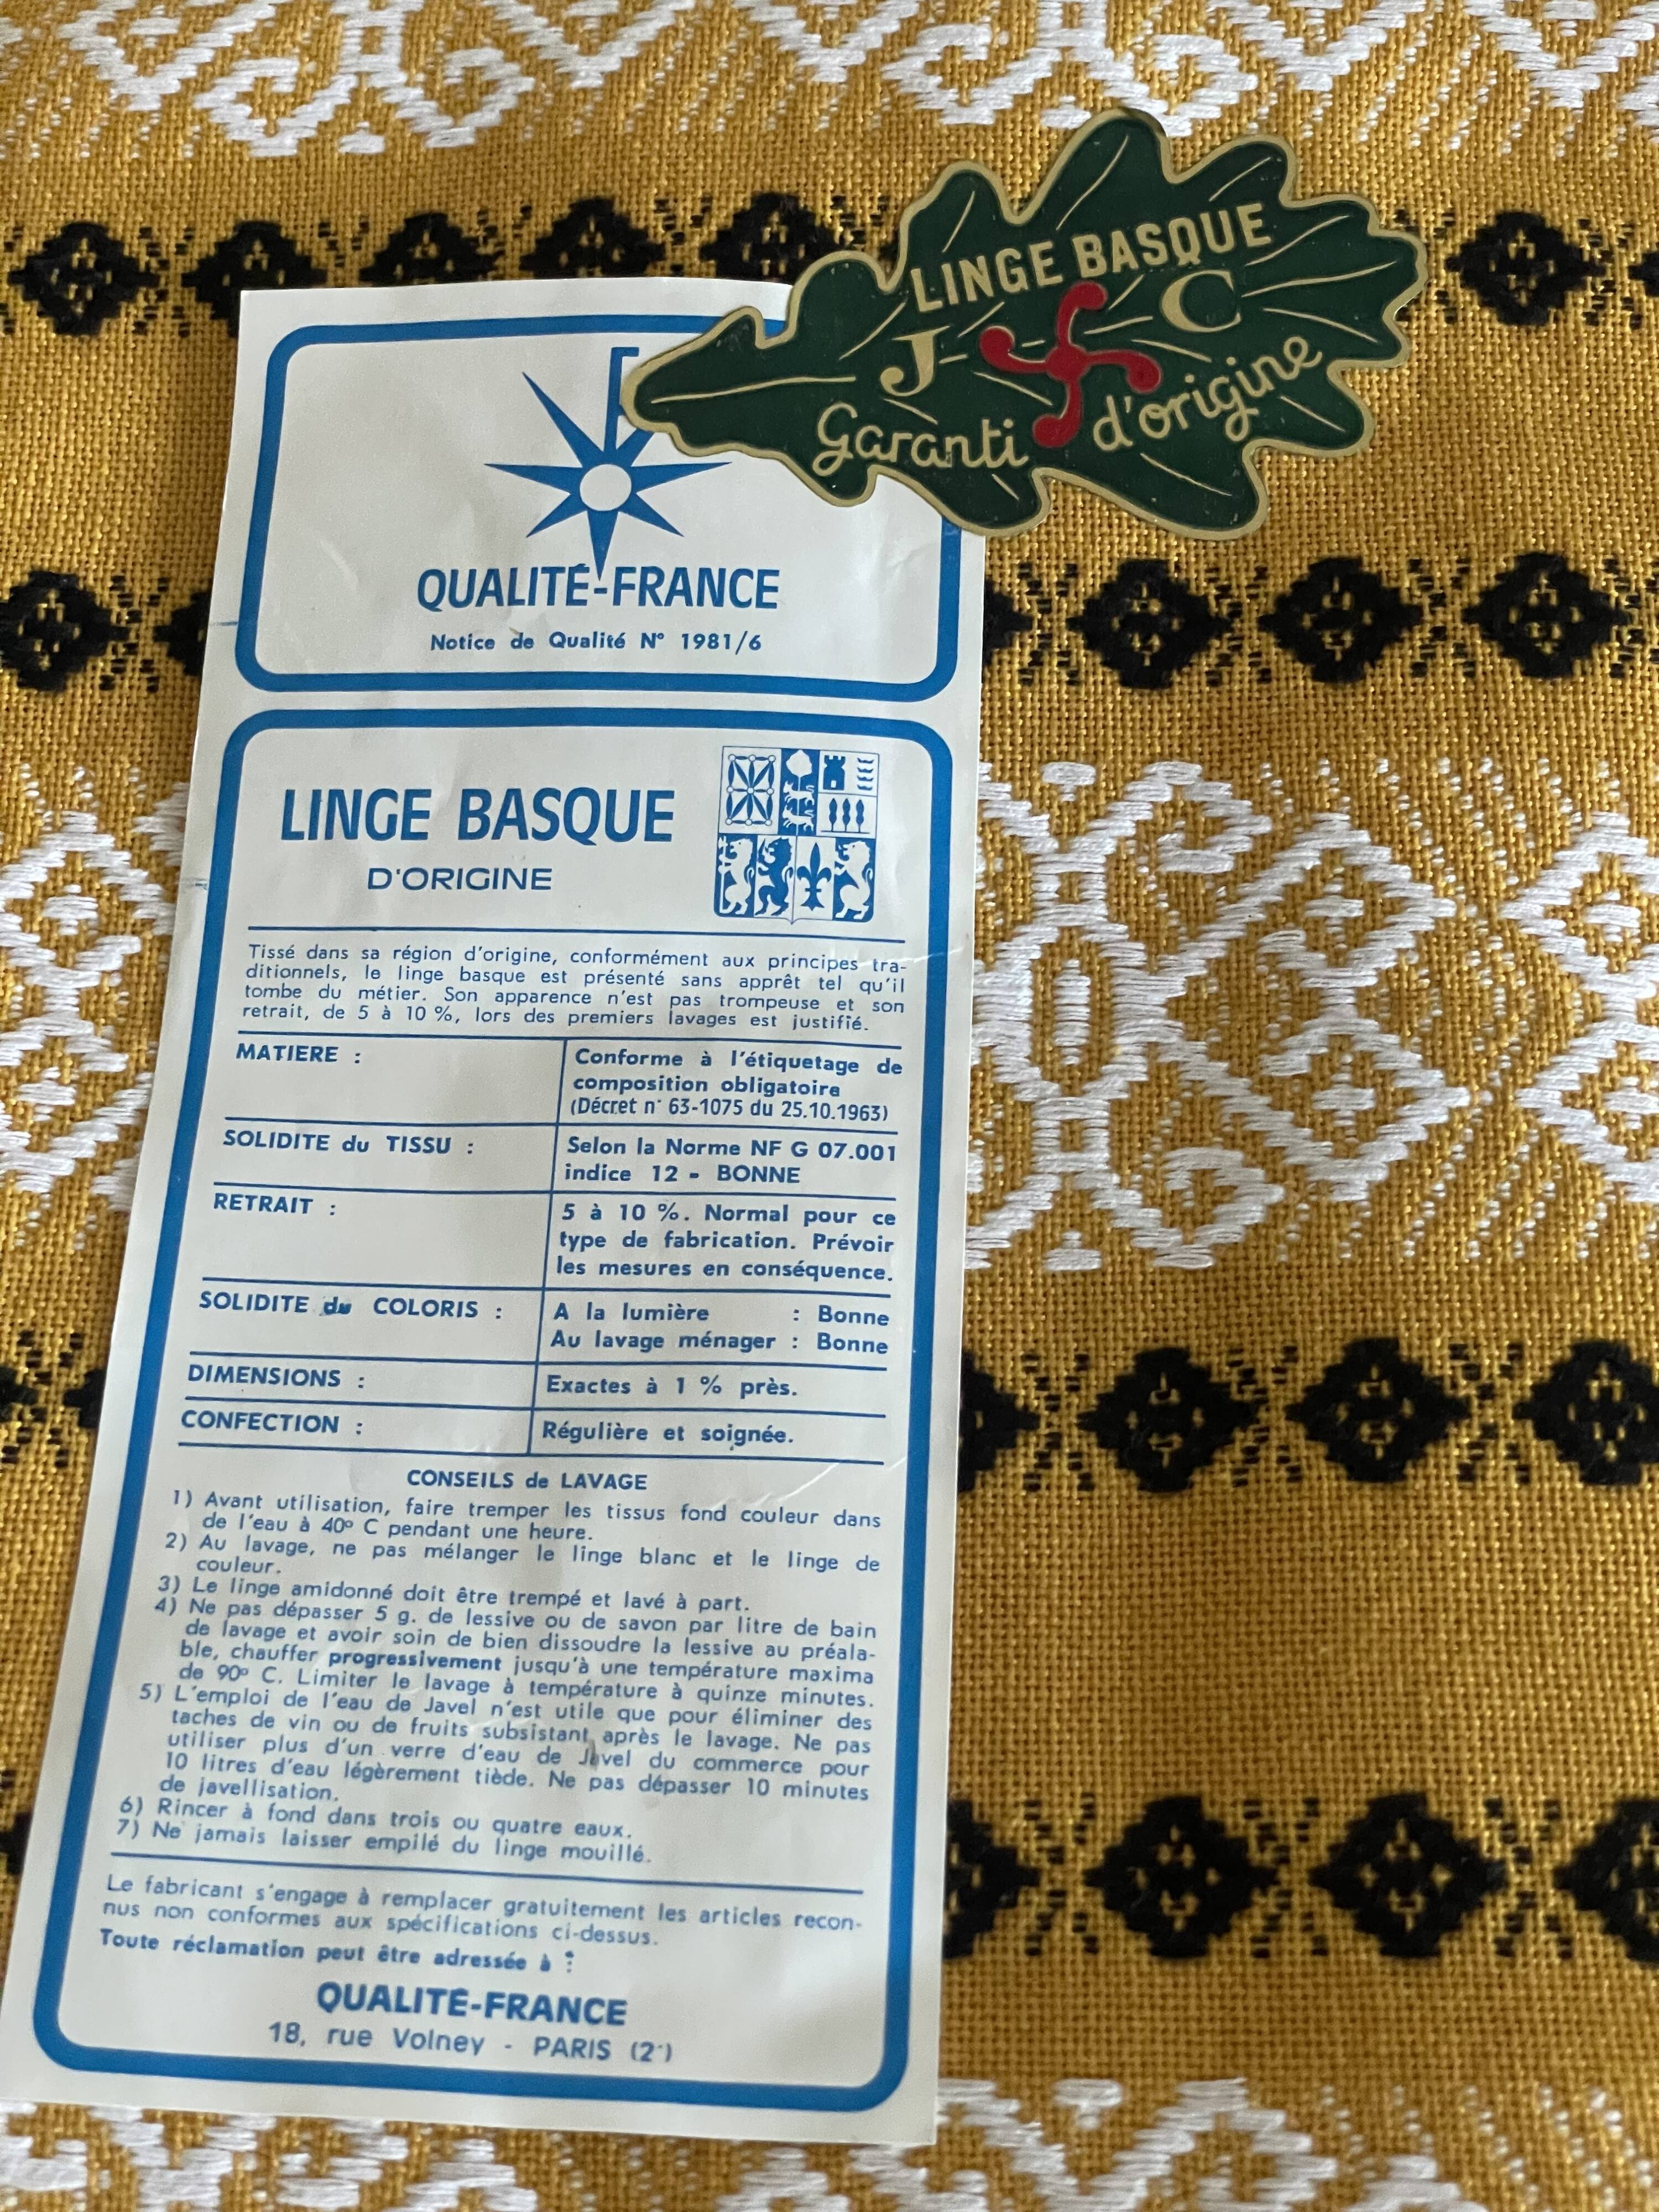 LINGE BASQUE
J C
Garanti d'origine
QUALITÉ-FRANCE
Notice de Qualité N° 1981/6
LINGE BASQUE
D'ORIGINE
Tissé dans sa région d'origine, conformément aux principes tra-
ditionnels, le linge basque est présenté sans apprêt tel qu'il
tombe du métier. Son apparence n'est pas trompeuse et son
retrait, de 5 à 10 %, lors des premiers lavages est justifié.
MATIERE : Conforme à l'étiquetage de
composition obligatoire
(Décret n° 63-1075 du 25.10.1963)
SOLIDITE du TISSU : Selon la Norme NF G 07.001
indice 12 - BONNE
RETRAIT : 5 à 10 %. Normal pour ce
type de fabrication. Prévoir
les mesures en conséquence.
SOLIDITE du COLORIS : A la lumière : Bonne
Au lavage ménager : Bonne
DIMENSIONS : Exactes à 1 % près.
CONFECTION : Régulière et soignée.
CONSEILS de LAVAGE
1) Avant utilisation, faire tremper les tissus fond couleur dans
de l'eau à 40° C pendant une heure.
2) Au lavage, ne pas mélanger le linge blanc et le linge de
couleur.
3) Le linge amidonné doit être trempé et lavé à part.
4) Ne pas dépasser 5 g. de lessive ou de savon par litre de bain
de lavage et avoir soin de bien dissoudre la lessive au préala-
ble, chauffer progressivement jusqu'à une température maxima
de 90° C. Limiter le lavage à température à quinze minutes.
5) L'emploi de l'eau de Javel n'est utile que pour éliminer des
taches de vin ou de fruits subsistant après le lavage. Ne pas
utiliser plus d'un verre d'eau de Javel du commerce pour
10 litres d'eau légèrement tiède. Ne pas dépasser 10 minutes
de javellisation.
6) Rincer à fond dans trois ou quatre eaux.
7) Ne jamais laisser empilé du linge mouillé.
Le fabricant s'engage à remplacer gratuitement les articles recon-
nus non conformes aux spécifications ci-dessus.
Toute réclamation peut être adressée à :
QUALITÉ-FRANCE
18, rue Volney - PARIS (2°)